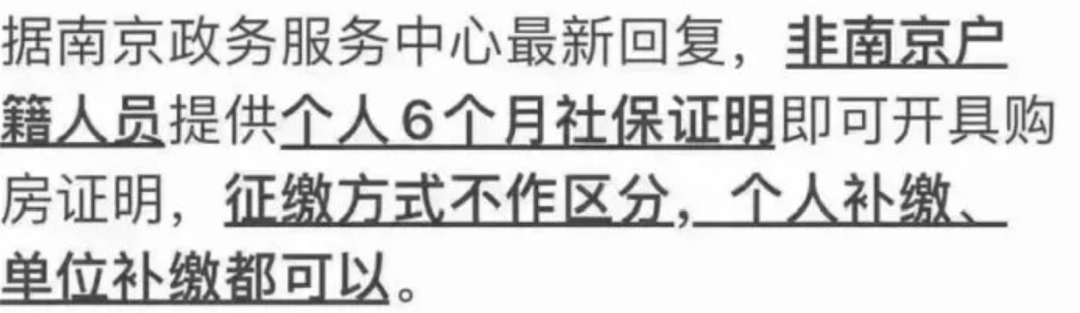 据南京政务服务中心最新回复，非南京户
籍人员提供个人6个月社保证明即可开具购
房证明，征缴方式不作区分，个人补缴、
单位补缴都可以。